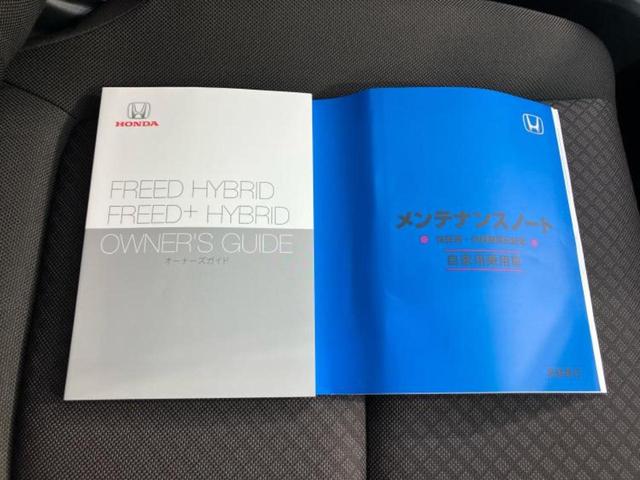 HONDA
FREED HYBRID
FREED+ HYBRID
OWNER'S GUIDE
オーナーズガイド
メンテナンスノート
自家用乗用車